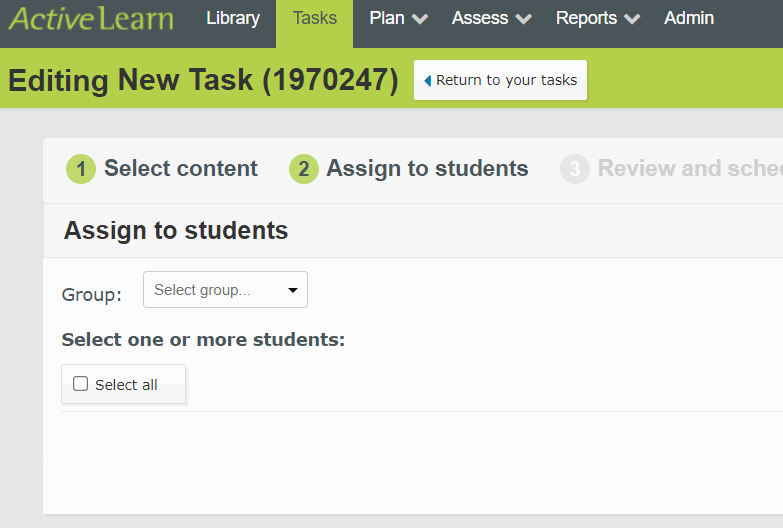 ActiveLearn Library Tasks Plan Assess Reports Admin
Editing New Task (1970247) Return to your tasks
1 Select content 2 Assign to students 3 Review and
Assign to students
Group: Select group...
Select one or more students:
Select all